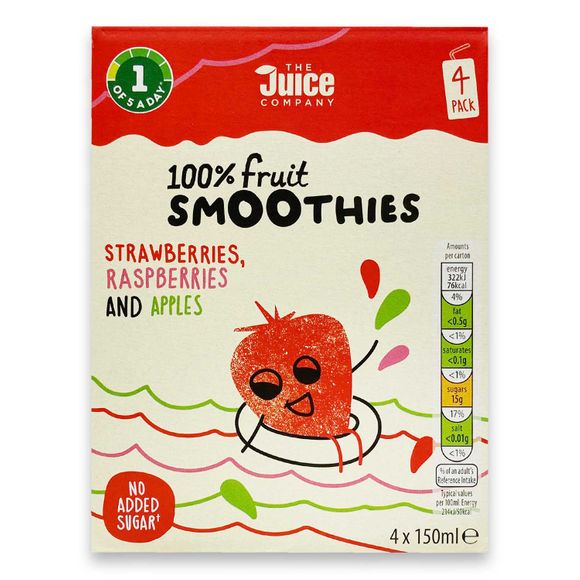 1
OF 5 A DAY*
THE
Juice
COMPANY
4
PACK
100% fruit
SMOOTHIES
STRAWBERRIES,
RASPBERRIES
AND APPLES
Amounts
per carton
energy
322kJ
76kcal
4%
fat
<0.5g
<1%
saturates
<0.1g
<1%
sugars
15g
17%
salt
<0.01g
<1%
% of an adult's
Reference Intake
Typical values
per 100ml: Energy
NO
ADDED
SUGAR†
4 x 150ml℮